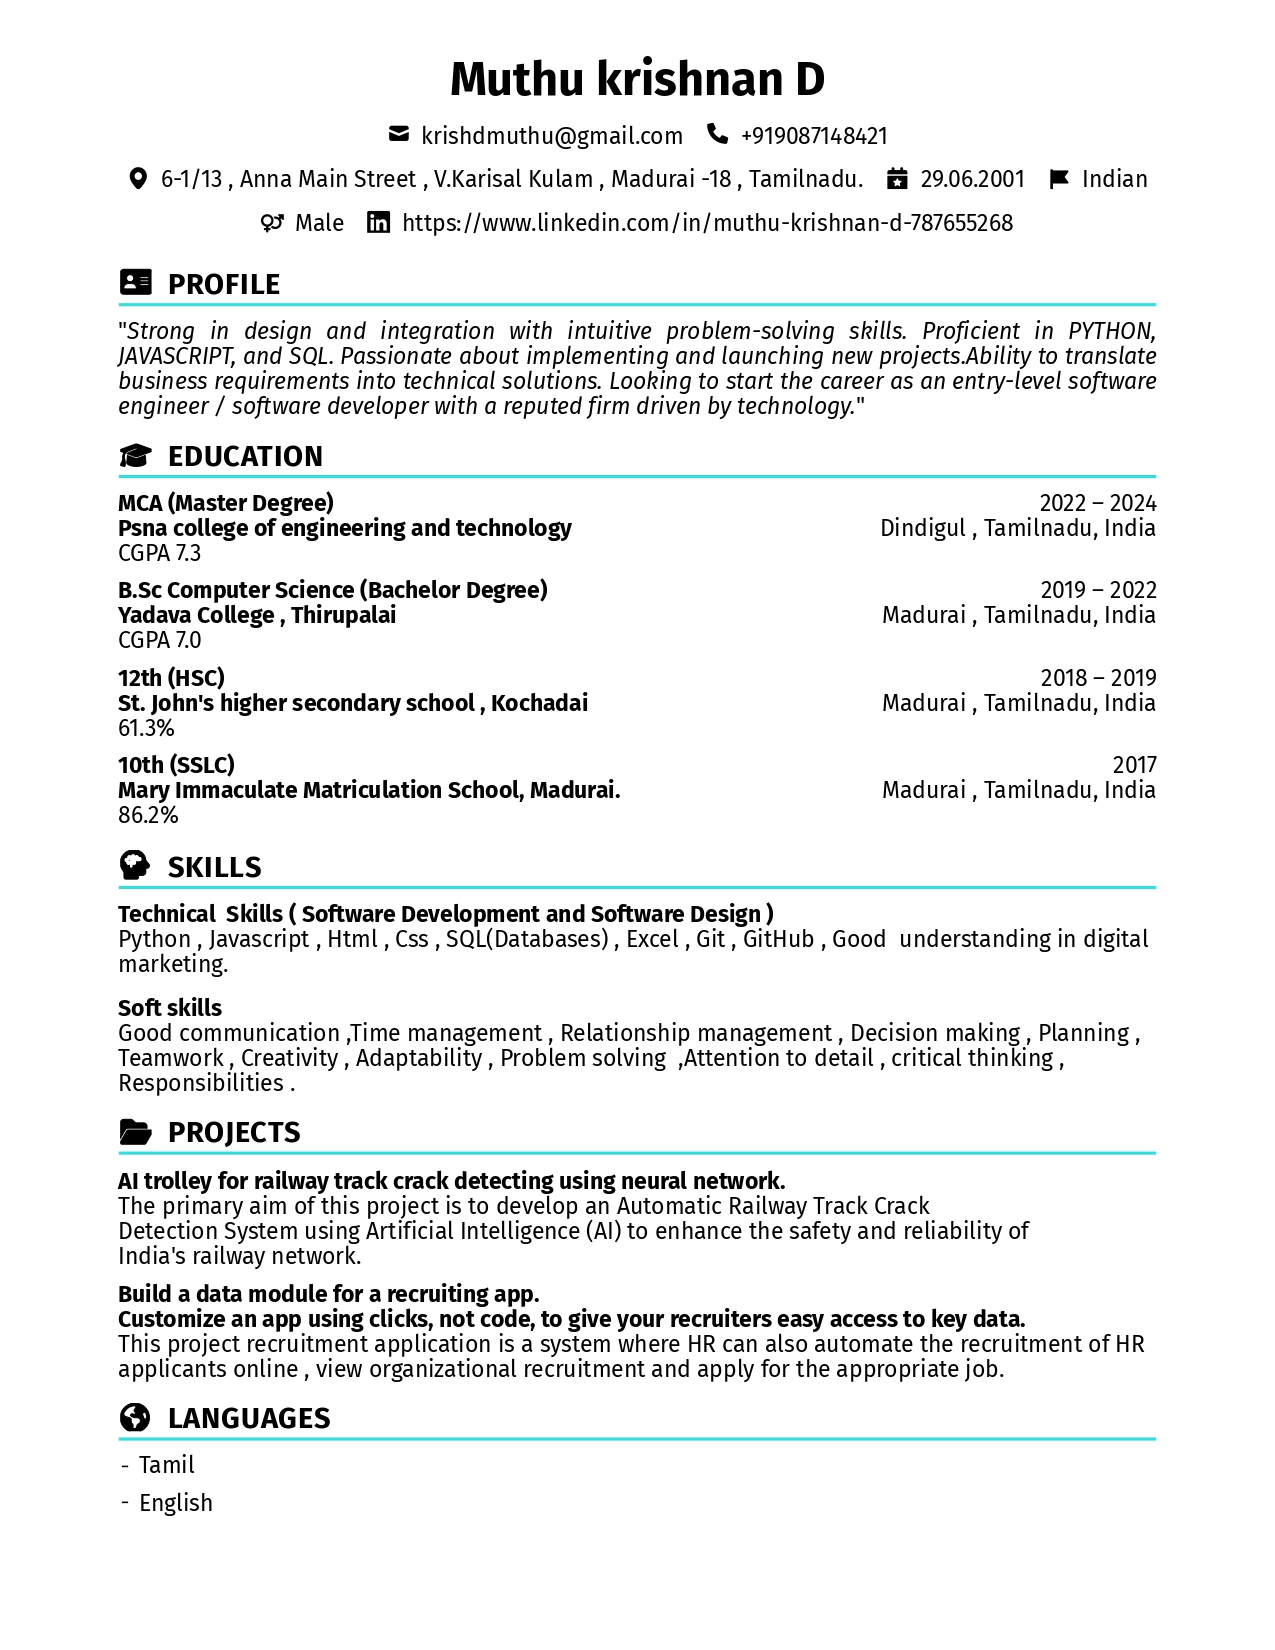 Muthu krishnan D
krishdmuthu@gmail.com +919087148421
6-1/13 , Anna Main Street , V.Karisal Kulam , Madurai -18 , Tamilnadu. 29.06.2001 Indian
Male https://www.linkedin.com/in/muthu-krishnan-d-787655268
PROFILE
"Strong in design and integration with intuitive problem-solving skills. Proficient in PYTHON,
JAVASCRIPT, and SQL. Passionate about implementing and launching new projects.Ability to translate
business requirements into technical solutions. Looking to start the career as an entry-level software
engineer / software developer with a reputed firm driven by technology."
EDUCATION
MCA (Master Degree) 2022 – 2024
Psna college of engineering and technology Dindigul , Tamilnadu, India
CGPA 7.3
B.Sc Computer Science (Bachelor Degree) 2019 – 2022
Yadava College , Thirupalai Madurai , Tamilnadu, India
CGPA 7.0
12th (HSC) 2018 – 2019
St. John's higher secondary school , Kochadai Madurai , Tamilnadu, India
61.3%
10th (SSLC) 2017
Mary Immaculate Matriculation School, Madurai. Madurai , Tamilnadu, India
86.2%
SKILLS
Technical  Skills ( Software Development and Software Design )
Python , Javascript , Html , Css , SQL(Databases) , Excel , Git , GitHub , Good  understanding in digital
marketing.
Soft skills
Good communication ,Time management , Relationship management , Decision making , Planning ,
Teamwork , Creativity , Adaptability , Problem solving  ,Attention to detail , critical thinking ,
Responsibilities .
PROJECTS
AI trolley for railway track crack detecting using neural network.
The primary aim of this project is to develop an Automatic Railway Track Crack
Detection System using Artificial Intelligence (AI) to enhance the safety and reliability of
India's railway network.
Build a data module for a recruiting app.
Customize an app using clicks, not code, to give your recruiters easy access to key data.
This project recruitment application is a system where HR can also automate the recruitment of HR
applicants online , view organizational recruitment and apply for the appropriate job.
LANGUAGES
- Tamil
- English